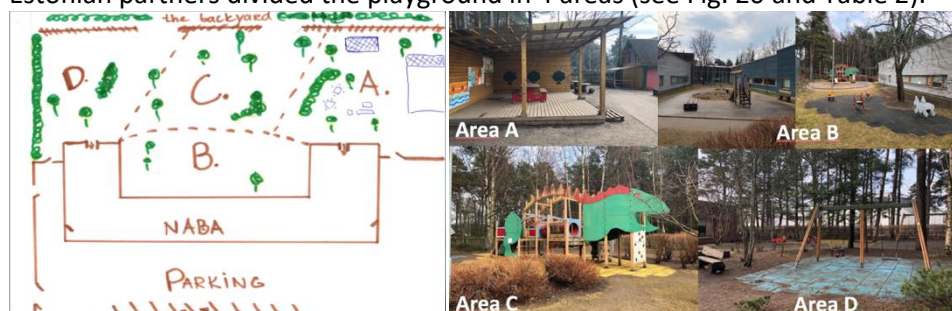 Estonian partners divided the playground in 4 areas (see Fig. 20 and Table 2).
the backyard
D.
C.
A.
B.
NABA
PARKING
Area A
Area B
Area C
Area D